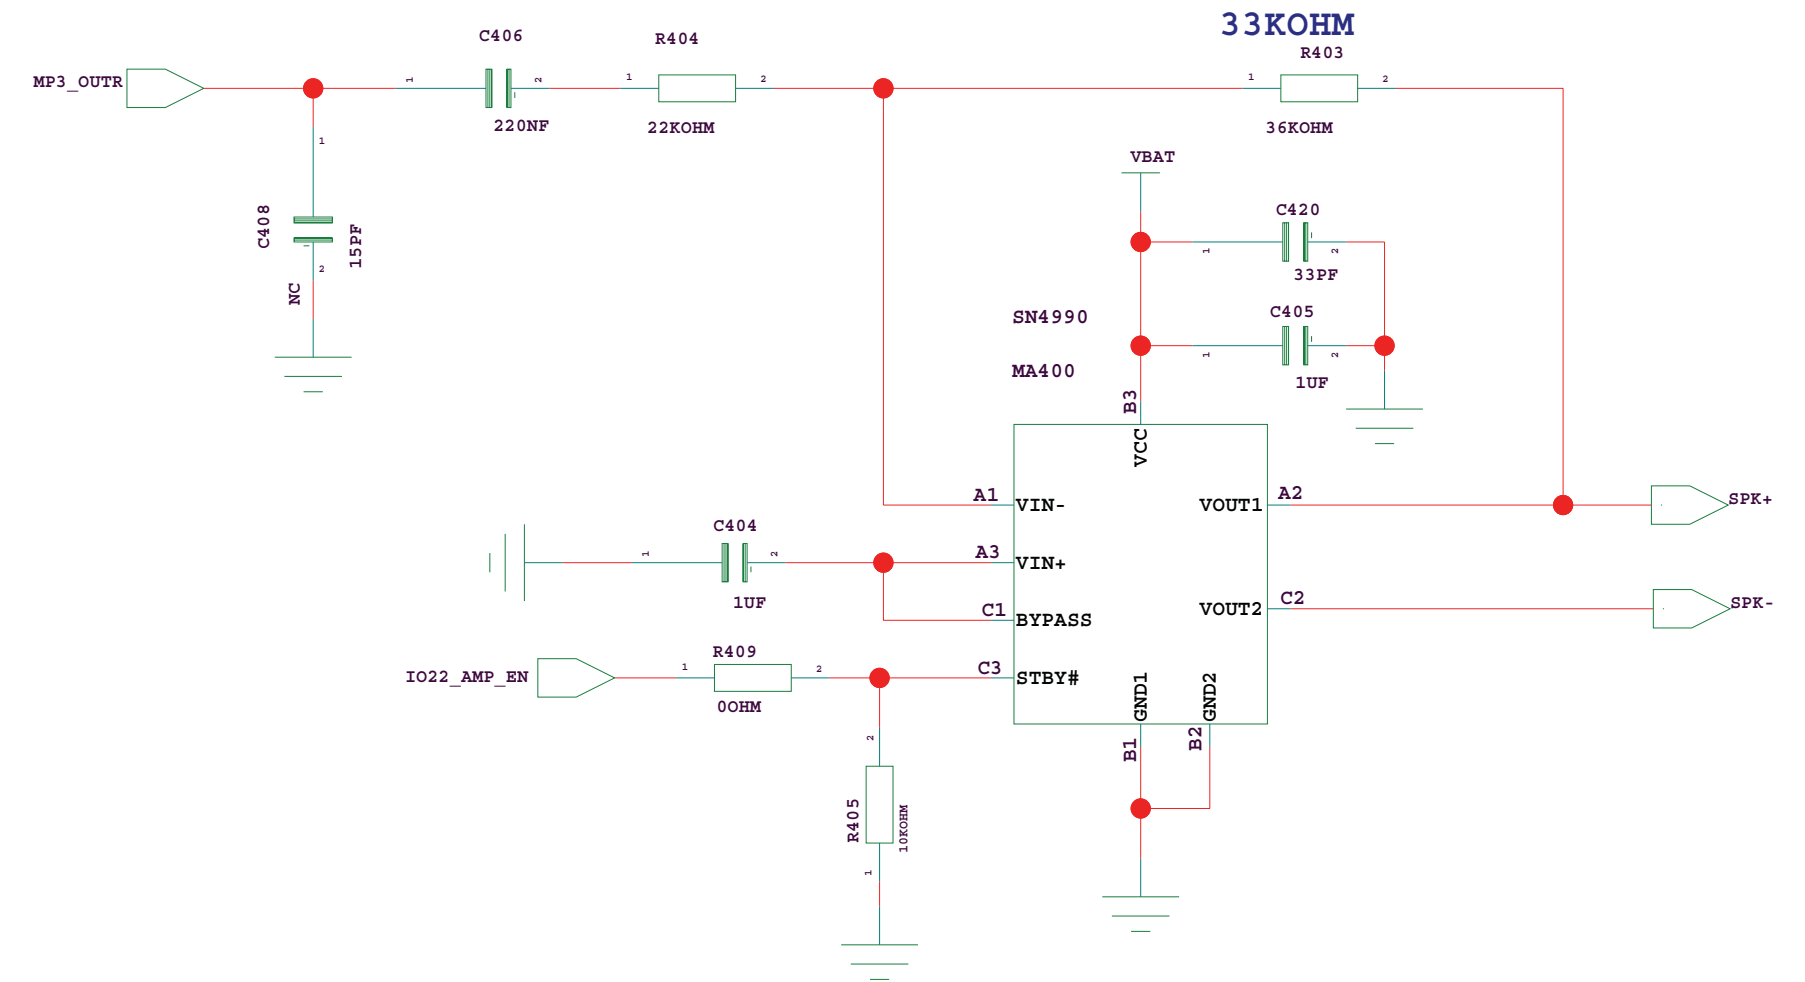 33KOHM
C406
R404
R403
MP3_OUTR
1
2
1
2
1
2
220NF
22KOHM
36KOHM
1
VBAT
C408
15PF
C420
1
2
2
33PF
NC
SN4990
C405
1
2
MA400
1UF
B3
VCC
A1
VIN-
VOUT1
A2
SPK+
C404
1
2
A3
VIN+
1UF
C1
BYPASS
VOUT2
C2
SPK-
R409
IO22_AMP_EN
1
2
C3
STBY#
0OHM
GND1
GND2
2
B1
B2
R405
10KOHM
1